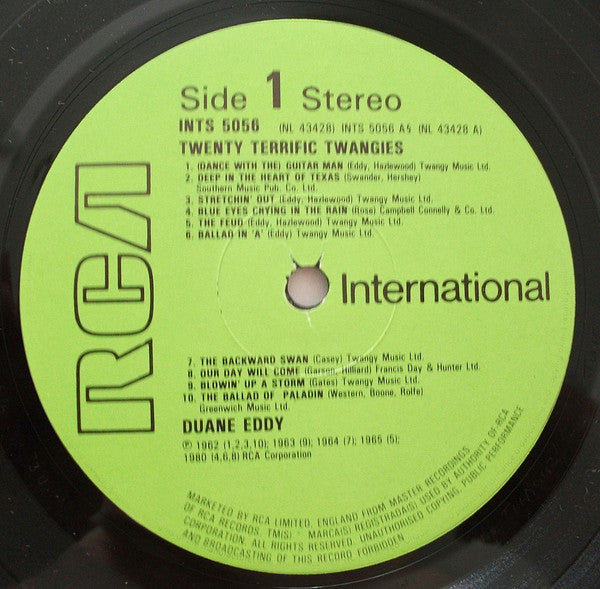 Side 1 Stereo
INTS 5056 (NL 43428) INTS 5056 A§ (NL 43428 A)
TWENTY TERRIFIC TWANGIES
1. (DANCE WITH THE) GUITAR MAN (Eddy, Hazlewood) Twangy Music Ltd.
2. DEEP IN THE HEART OF TEXAS (Swander, Hershey)
Southern Music Pub. Co. Ltd.
3. STRETCHIN' OUT (Eddy, Hazlewood) Twangy Music Ltd.
4. BLUE EYES CRYING IN THE RAIN (Rose) Campbell Connelly & Co. Ltd.
5. THE FEUD (Eddy, Hazlewood) Twangy Music Ltd.
6. BALLAD IN 'A' (Eddy) Twangy Music Ltd.
RCA
International
7. THE BACKWARD SWAN (Casey) Twangy Music Ltd.
8. OUR DAY WILL COME (Garson, Hilliard) Francis Day & Hunter Ltd.
9. BLOWIN' UP A STORM (Gates) Twangy Music Ltd.
10. THE BALLAD OF PALADIN (Western, Boone, Rolfe)
Greenwich Music Ltd.
DUANE EDDY
℗ 1962 (1,2,3,10); 1963 (9); 1964 (7); 1965 (5);
1980 (4,6,8) RCA Corporation
MARKETED BY RCA LIMITED, ENGLAND FROM MASTER RECORDINGS
OF RCA RECORDS. TM(S) • MARCA(S) REGISTRADA(S) USED BY AUTHORITY OF RCA
CORPORATION. ALL RIGHTS RESERVED. UNAUTHORISED COPYING, PUBLIC PERFORMANCE
AND BROADCASTING OF THIS RECORD FORBIDDEN